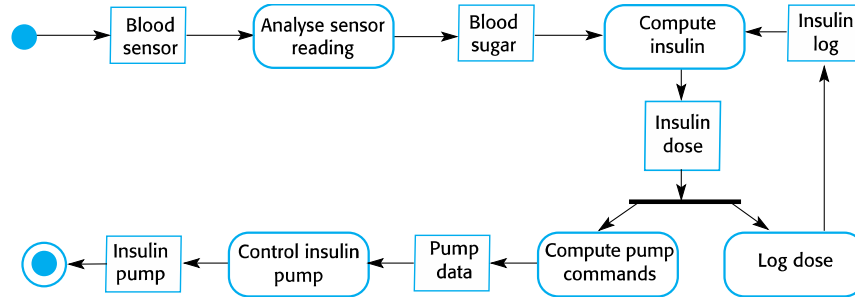 Blood
sensor
Analyse sensor
reading
Blood
sugar
Compute
insulin
Insulin
log
Insulin
dose
Insulin
pump
Control insulin
pump
Pump
data
Compute pump
commands
Log dose